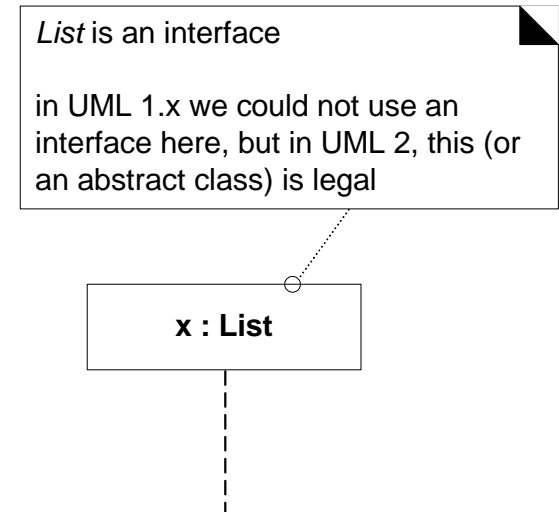 List is an interface
in UML 1.x we could not use an
interface here, but in UML 2, this (or
an abstract class) is legal
x : List